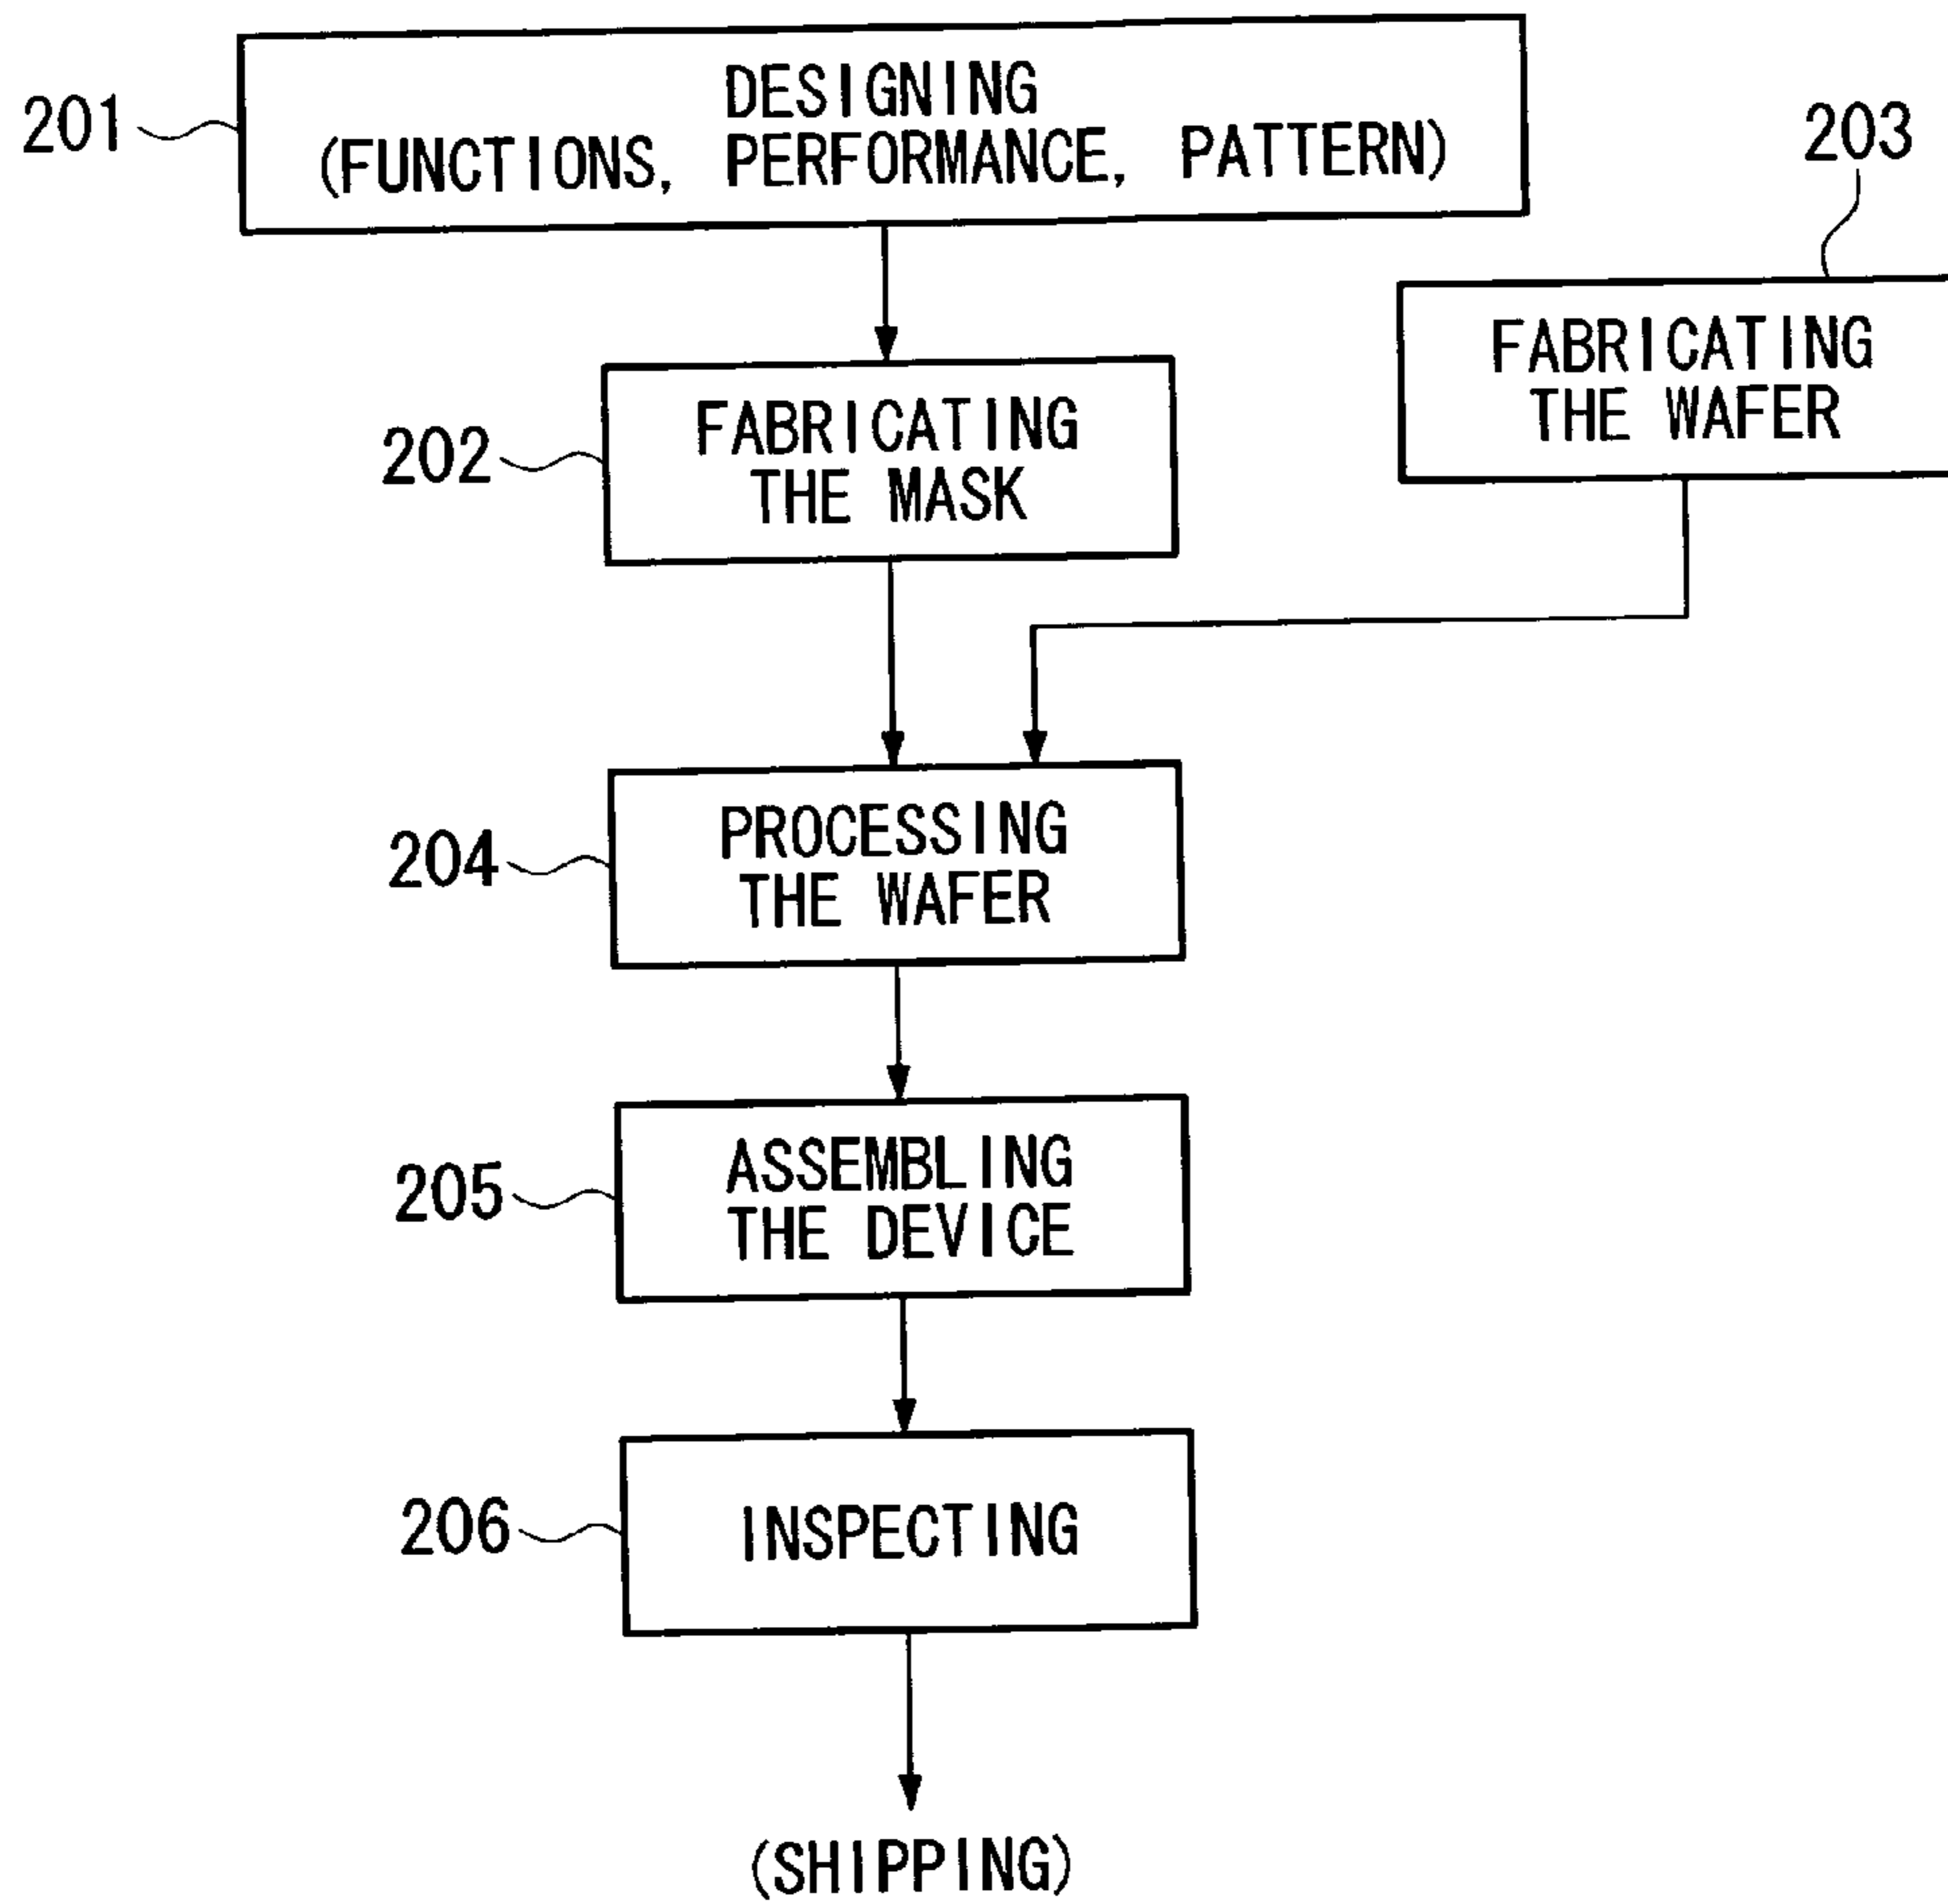 201
DESIGNING
(FUNCTIONS, PERFORMANCE, PATTERN)
203
FABRICATING
THE WAFER
202
FABRICATING
THE MASK
204
PROCESSING
THE WAFER
205
ASSEMBLING
THE DEVICE
206
INSPECTING
(SHIPPING)